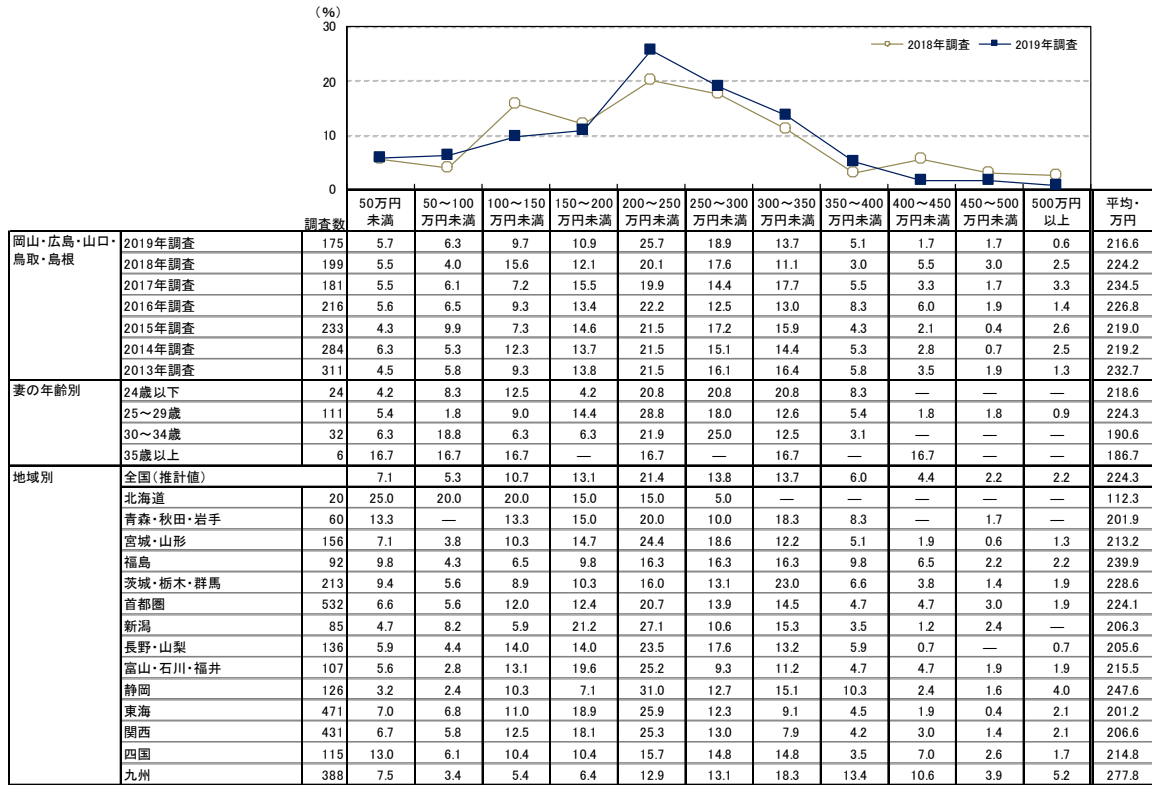 (%)
30
20
10
0
2018年調査 2019年調査
調査数 50万円未満 50～100万円未満 100～150万円未満 150～200万円未満 200～250万円未満 250～300万円未満 300～350万円未満 350～400万円未満 400～450万円未満 450～500万円未満 500万円以上 平均・万円
岡山・広島・山口・鳥取・島根 2019年調査 175 5.7 6.3 9.7 10.9 25.7 18.9 13.7 5.1 1.7 1.7 0.6 216.6
2018年調査 199 5.5 4.0 15.6 12.1 20.1 17.6 11.1 3.0 5.5 3.0 2.5 224.2
2017年調査 181 5.5 6.1 7.2 15.5 19.9 14.4 17.7 5.5 3.3 1.7 3.3 234.5
2016年調査 216 5.6 6.5 9.3 13.4 22.2 12.5 13.0 8.3 6.0 1.9 1.4 226.8
2015年調査 233 4.3 9.9 7.3 14.6 21.5 17.2 15.9 4.3 2.1 0.4 2.6 219.0
2014年調査 284 6.3 5.3 12.3 13.7 21.5 15.1 14.4 5.3 2.8 0.7 2.5 219.2
2013年調査 311 4.5 5.8 9.3 13.8 21.5 16.1 16.4 5.8 3.5 1.9 1.3 232.7
妻の年齢別 24歳以下 24 4.2 8.3 12.5 4.2 20.8 20.8 20.8 8.3 ― ― ― 218.6
25～29歳 111 5.4 1.8 9.0 14.4 28.8 18.0 12.6 5.4 1.8 1.8 0.9 224.3
30～34歳 32 6.3 18.8 6.3 6.3 21.9 25.0 12.5 3.1 ― ― ― 190.6
35歳以上 6 16.7 16.7 16.7 ― 16.7 ― 16.7 ― 16.7 ― ― 186.7
地域別 全国(推計値) 7.1 5.3 10.7 13.1 21.4 13.8 13.7 6.0 4.4 2.2 2.2 224.3
北海道 20 25.0 20.0 20.0 15.0 15.0 5.0 ― ― ― ― ― 112.3
青森・秋田・岩手 60 13.3 ― 13.3 15.0 20.0 10.0 18.3 8.3 ― 1.7 ― 201.9
宮城・山形 156 7.1 3.8 10.3 14.7 24.4 18.6 12.2 5.1 1.9 0.6 1.3 213.2
福島 92 9.8 4.3 6.5 9.8 16.3 16.3 16.3 9.8 6.5 2.2 2.2 239.9
茨城・栃木・群馬 213 9.4 5.6 8.9 10.3 16.0 13.1 23.0 6.6 3.8 1.4 1.9 228.6
首都圏 532 6.6 5.6 12.0 12.4 20.7 13.9 14.5 4.7 4.7 3.0 1.9 224.1
新潟 85 4.7 8.2 5.9 21.2 27.1 10.6 15.3 3.5 1.2 2.4 ― 206.3
長野・山梨 136 5.9 4.4 14.0 14.0 23.5 17.6 13.2 5.9 0.7 ― 0.7 205.6
富山・石川・福井 107 5.6 2.8 13.1 19.6 25.2 9.3 11.2 4.7 4.7 1.9 1.9 215.5
静岡 126 3.2 2.4 10.3 7.1 31.0 12.7 15.1 10.3 2.4 1.6 4.0 247.6
東海 471 7.0 6.8 11.0 18.9 25.9 12.3 9.1 4.5 1.9 0.4 2.1 201.2
関西 431 6.7 5.8 12.5 18.1 25.3 13.0 7.9 4.2 3.0 1.4 2.1 206.6
四国 115 13.0 6.1 10.4 10.4 15.7 14.8 14.8 3.5 7.0 2.6 1.7 214.8
九州 388 7.5 3.4 5.4 6.4 12.9 13.1 18.3 13.4 10.6 3.9 5.2 277.8